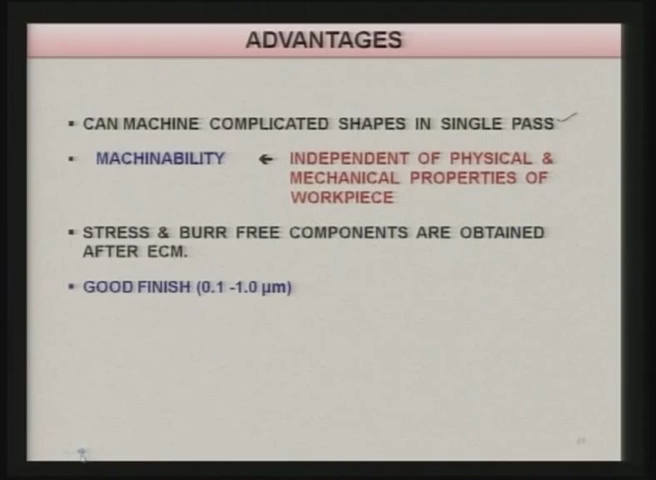 ADVANTAGES
▪ CAN MACHINE COMPLICATED SHAPES IN SINGLE PASS
▪ MACHINABILITY ← INDEPENDENT OF PHYSICAL &
MECHANICAL PROPERTIES OF
WORKPIECE
▪ STRESS & BURR FREE COMPONENTS ARE OBTAINED
AFTER ECM.
▪ GOOD FINISH (0.1 -1.0 µm)